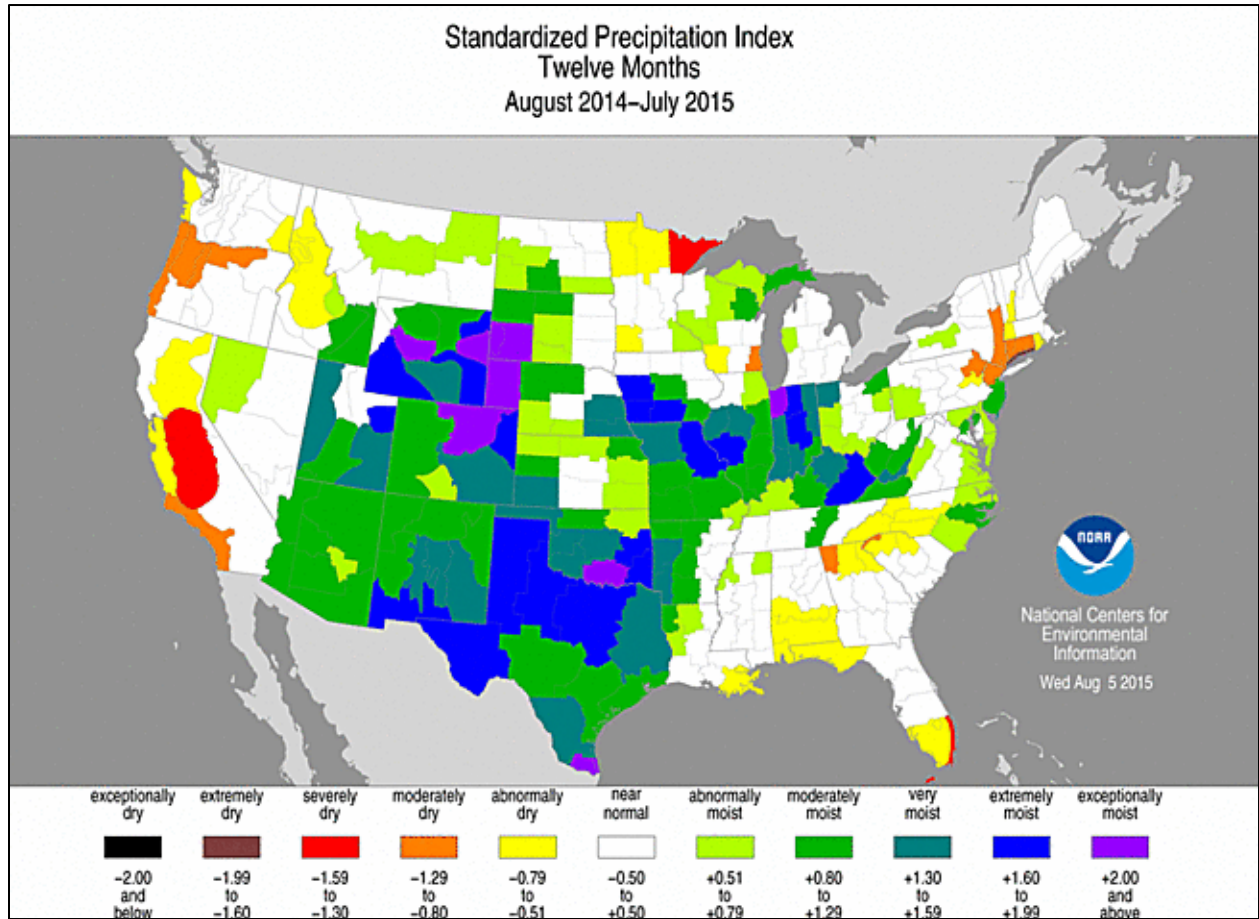 Standardized Precipitation Index
Twelve Months
August 2014–July 2015
NOAA
National Centers for
Environmental
Information
Wed Aug 5 2015
exceptionally dry
extremely dry
severely dry
moderately dry
abnormally dry
near normal
abnormally moist
moderately moist
very moist
extremely moist
exceptionally moist
−2.00 and below
−1.99 to −1.60
−1.59 to −1.30
−1.29 to −0.80
−0.79 to −0.51
−0.50 to +0.50
+0.51 to +0.79
+0.80 to +1.29
+1.30 to +1.59
+1.60 to +1.99
+2.00 and above